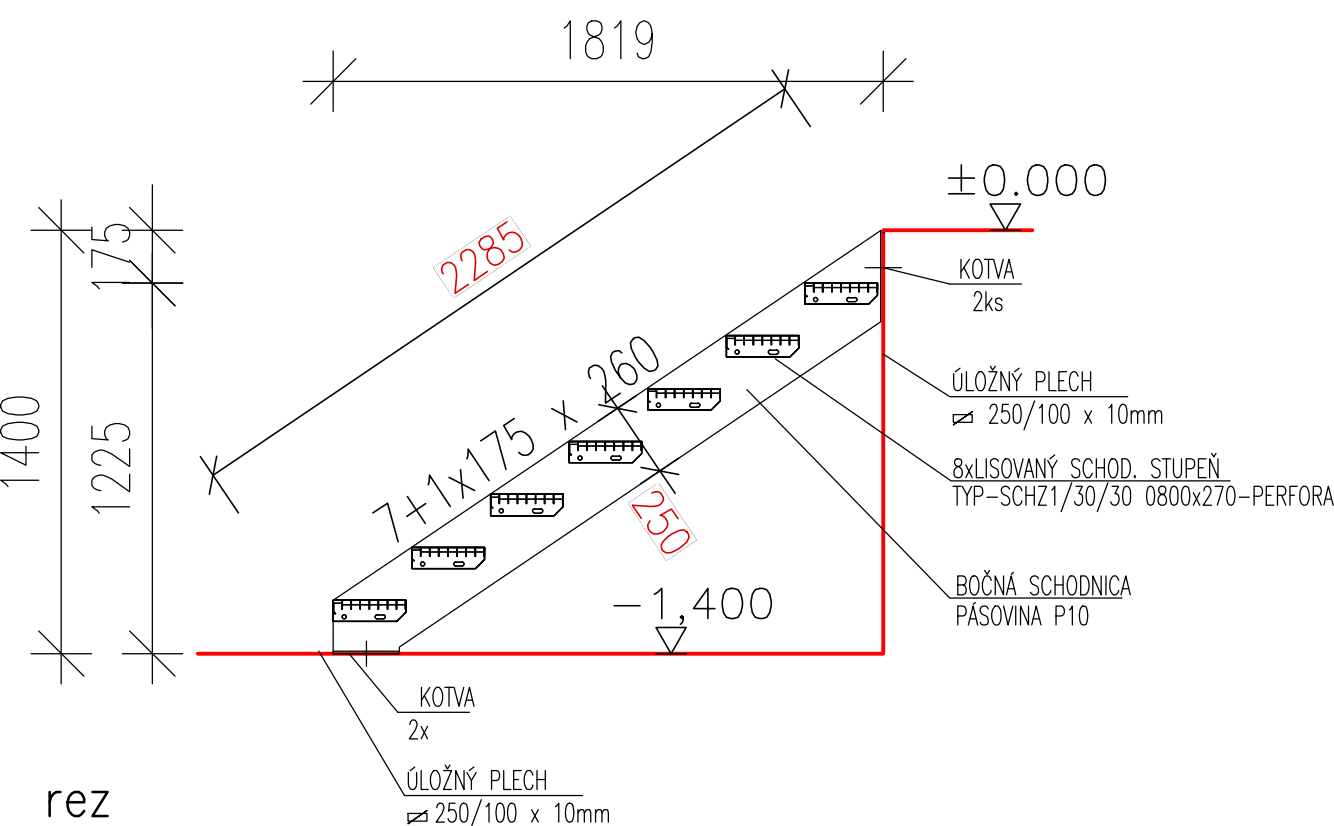 1819
±0.000
175
2285
KOTVA
2ks
260
ÚLOŽNÝ PLECH
250/100 x 10mm
1400
1225
7+1x175 x
8xLISOVANÝ SCHOD. STUPEŇ
TYP-SCHZ1/30/30 0800x270-PERFORA
250
BOČNÁ SCHODNICA
PÁSOVINA P10
-1,400
KOTVA
2x
ÚLOŽNÝ PLECH
250/100 x 10mm
rez